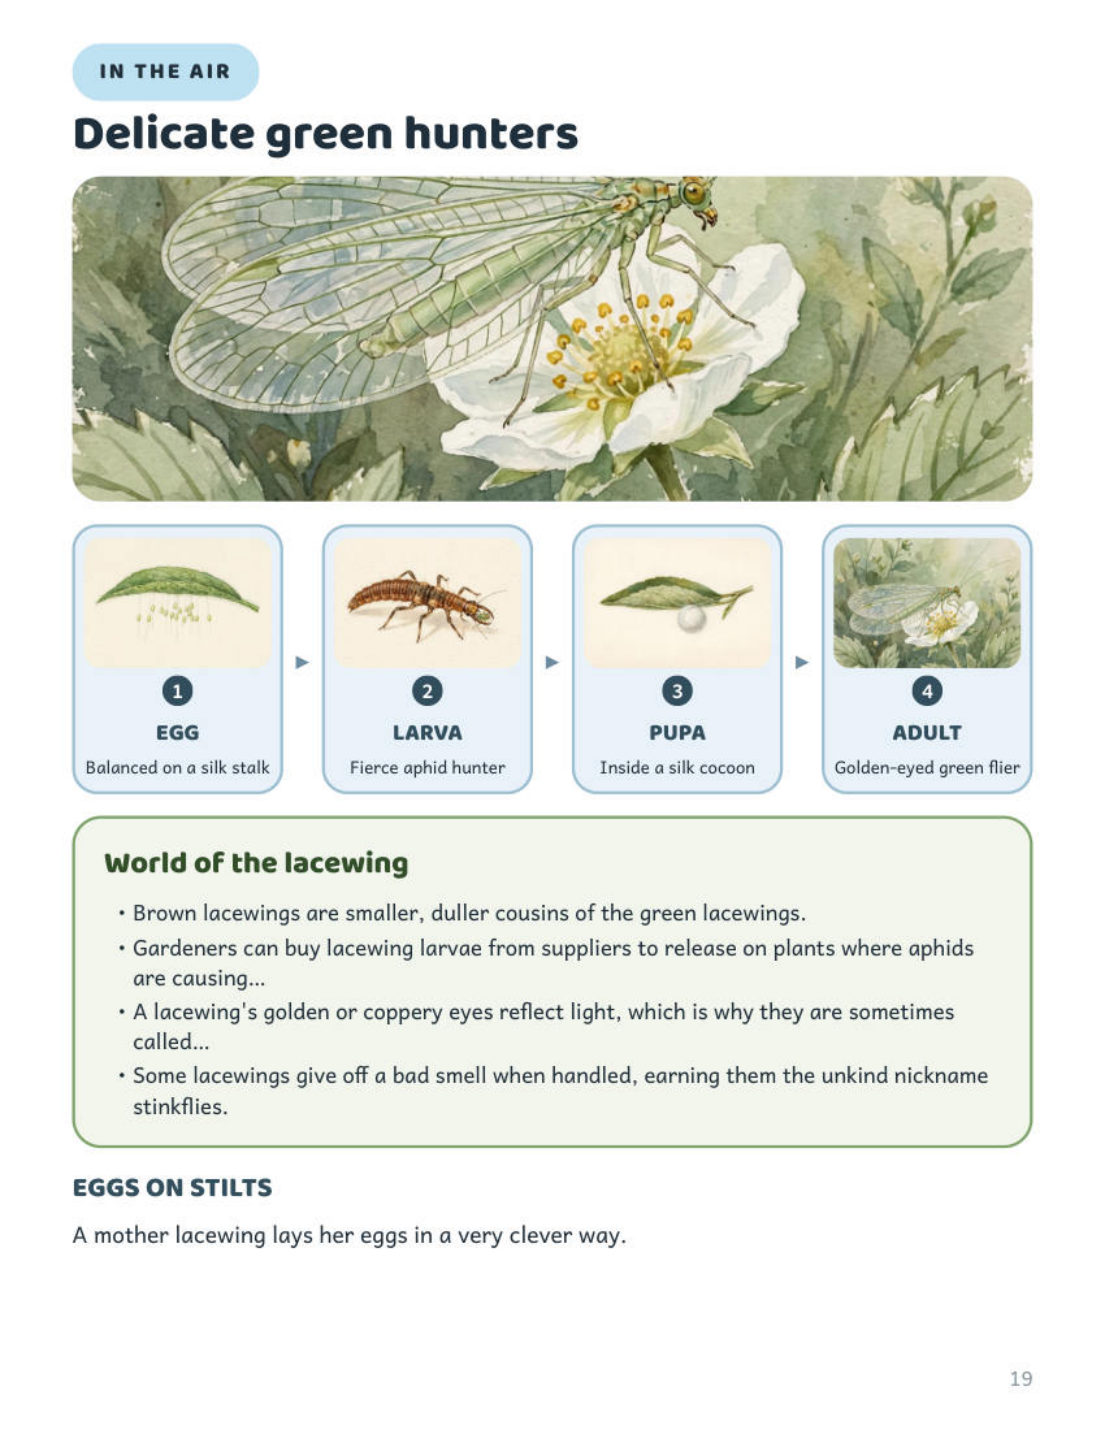 IN THE AIR
Delicate green hunters
1
EGG
Balanced on a silk stalk
2
LARVA
Fierce aphid hunter
3
PUPA
Inside a silk cocoon
4
ADULT
Golden-eyed green flier
World of the lacewing
• Brown lacewings are smaller, duller cousins of the green lacewings.
• Gardeners can buy lacewing larvae from suppliers to release on plants where aphids
are causing...
• A lacewing's golden or coppery eyes reflect light, which is why they are sometimes
called...
• Some lacewings give off a bad smell when handled, earning them the unkind nickname
stinkflies.
EGGS ON STILTS
A mother lacewing lays her eggs in a very clever way.
19